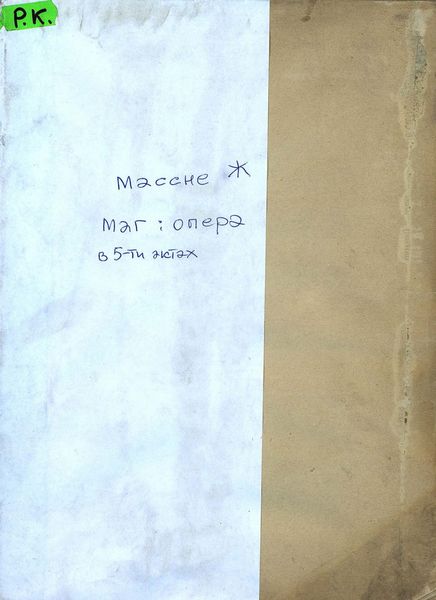 Р.К.
Массне Ж
Маг : опера
в 5-ти актах